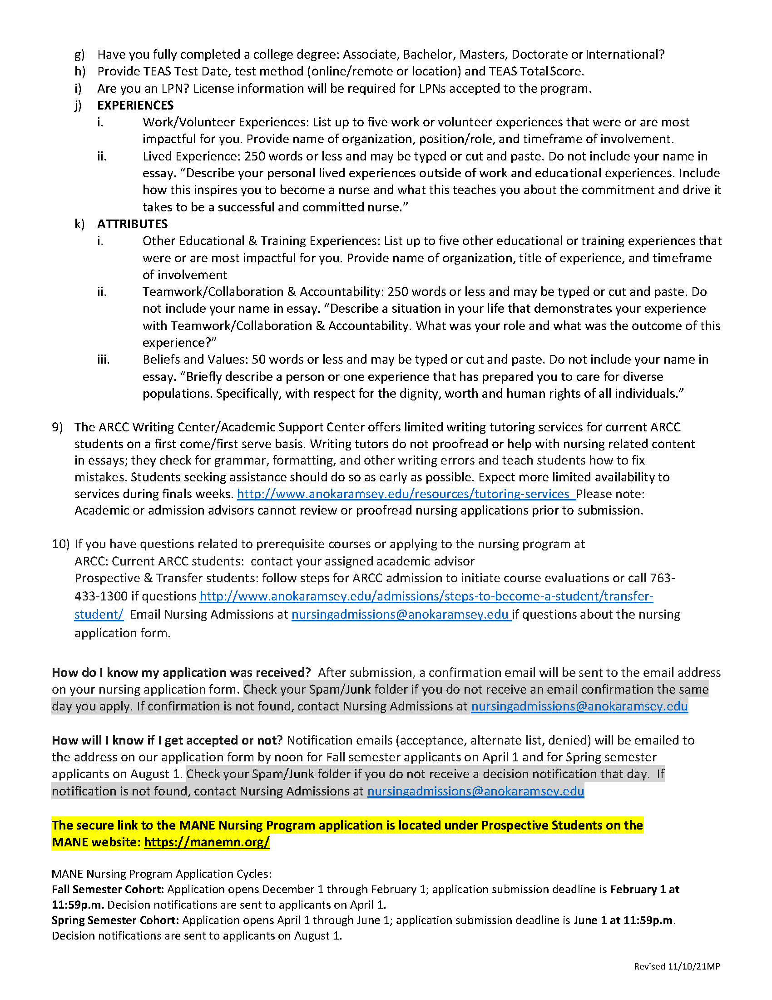 g) Have you fully completed a college degree: Associate, Bachelor, Masters, Doctorate or International?
h) Provide TEAS Test Date, test method (online/remote or location) and TEAS Total Score.
i) Are you an LPN? License information will be required for LPNs accepted to the program.
j) EXPERIENCES
i. Work/Volunteer Experiences: List up to five work or volunteer experiences that were or are most
impactful for you. Provide name of organization, position/role, and timeframe of involvement.
ii. Lived Experience: 250 words or less and may be typed or cut and paste. Do not include your name in
essay. “Describe your personal lived experiences outside of work and educational experiences. Include
how this inspires you to become a nurse and what this teaches you about the commitment and drive it
takes to be a successful and committed nurse.”
k) ATTRIBUTES
i. Other Educational & Training Experiences: List up to five other educational or training experiences that
were or are most impactful for you. Provide name of organization, title of experience, and timeframe
of involvement
ii. Teamwork/Collaboration & Accountability: 250 words or less and may be typed or cut and paste. Do
not include your name in essay. “Describe a situation in your life that demonstrates your experience
with Teamwork/Collaboration & Accountability. What was your role and what was the outcome of this
experience?”
iii. Beliefs and Values: 50 words or less and may be typed or cut and paste. Do not include your name in
essay. “Briefly describe a person or one experience that has prepared you to care for diverse
populations. Specifically, with respect for the dignity, worth and human rights of all individuals.”
9) The ARCC Writing Center/Academic Support Center offers limited writing tutoring services for current ARCC
students on a first come/first serve basis. Writing tutors do not proofread or help with nursing related content
in essays; they check for grammar, formatting, and other writing errors and teach students how to fix
mistakes. Students seeking assistance should do so as early as possible. Expect more limited availability to
services during finals weeks. http://www.anokaramsey.edu/resources/tutoring-services Please note:
Academic or admission advisors cannot review or proofread nursing applications prior to submission.
10) If you have questions related to prerequisite courses or applying to the nursing program at
ARCC: Current ARCC students: contact your assigned academic advisor
Prospective & Transfer students: follow steps for ARCC admission to initiate course evaluations or call 763-
433-1300 if questions http://www.anokaramsey.edu/admissions/steps-to-become-a-student/transfer-
student/ Email Nursing Admissions at nursingadmissions@anokaramsey.edu if questions about the nursing
application form.
How do I know my application was received? After submission, a confirmation email will be sent to the email address
on your nursing application form. Check your Spam/Junk folder if you do not receive an email confirmation the same
day you apply. If confirmation is not found, contact Nursing Admissions at nursingadmissions@anokaramsey.edu
How will I know if I get accepted or not? Notification emails (acceptance, alternate list, denied) will be emailed to
the address on our application form by noon for Fall semester applicants on April 1 and for Spring semester
applicants on August 1. Check your Spam/Junk folder if you do not receive a decision notification that day. If
notification is not found, contact Nursing Admissions at nursingadmissions@anokaramsey.edu
The secure link to the MANE Nursing Program application is located under Prospective Students on the
MANE website: https://manemn.org/
MANE Nursing Program Application Cycles:
Fall Semester Cohort: Application opens December 1 through February 1; application submission deadline is February 1 at
11:59p.m. Decision notifications are sent to applicants on April 1.
Spring Semester Cohort: Application opens April 1 through June 1; application submission deadline is June 1 at 11:59p.m.
Decision notifications are sent to applicants on August 1.
Revised 11/10/21MP